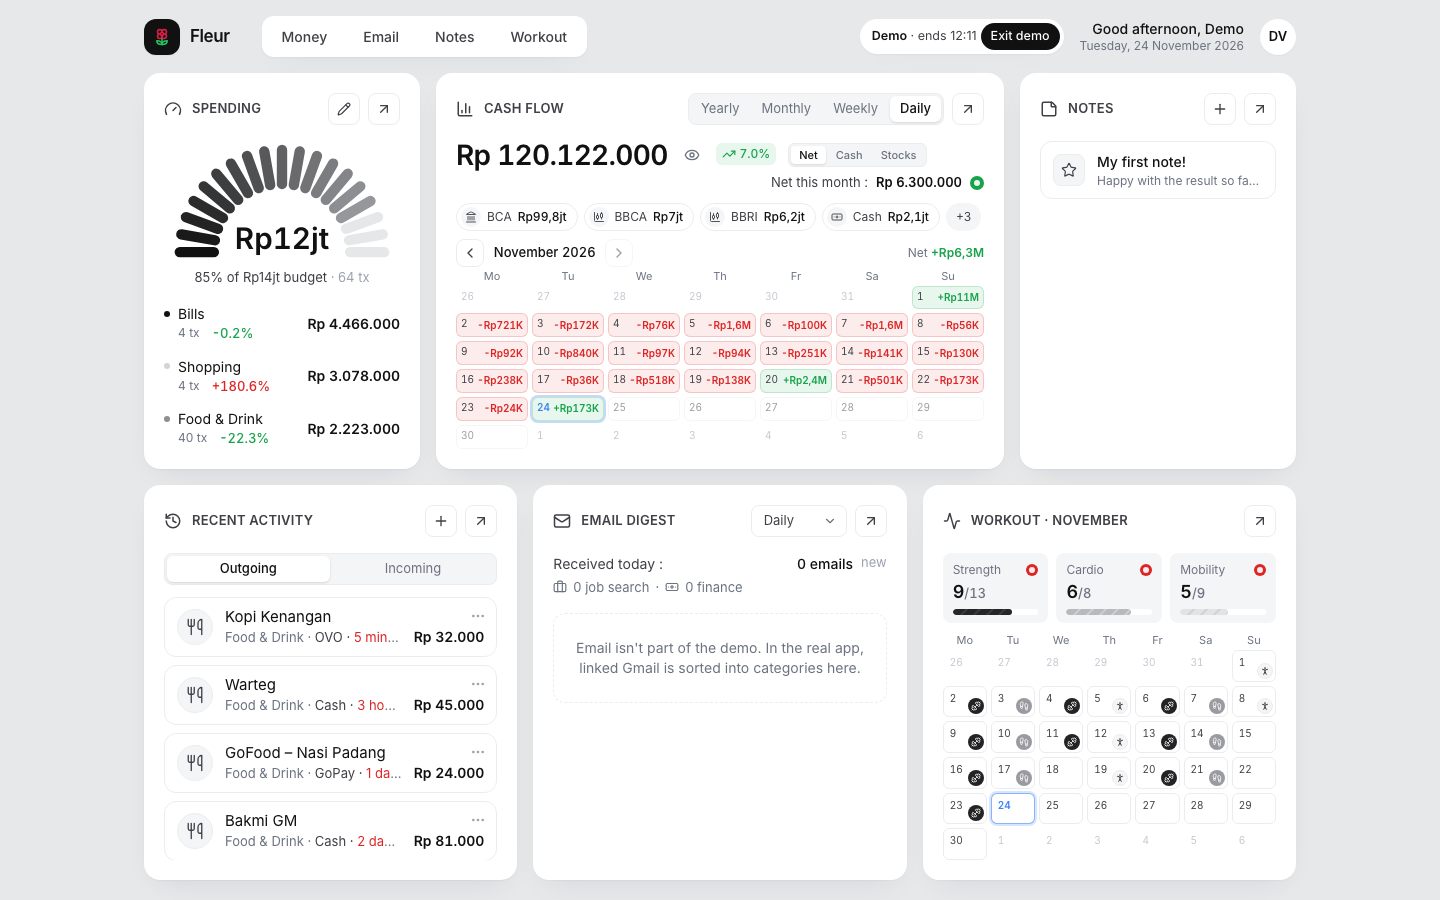 Fleur
Money Email Notes Workout
Demo · ends 12:11 Exit demo
Good afternoon, Demo
Tuesday, 24 November 2026
DV
SPENDING
Rp12jt
85% of Rp14jt budget · 64 tx
Bills
4 tx -0.2%
Rp 4.466.000
Shopping
4 tx +180.6%
Rp 3.078.000
Food & Drink
40 tx -22.3%
Rp 2.223.000
CASH FLOW
Yearly Monthly Weekly Daily
Rp 120.122.000
7.0%
Net Cash Stocks
Net this month : Rp 6.300.000
BCA Rp99,8jt BBCA Rp7jt BBRI Rp6,2jt Cash Rp2,1jt +3
November 2026
Net +Rp6,3M
Mo Tu We Th Fr Sa Su
26 27 28 29 30 31 1 +Rp11M
2 -Rp721K 3 -Rp172K 4 -Rp76K 5 -Rp1,6M 6 -Rp100K 7 -Rp1,6M 8 -Rp56K
9 -Rp92K 10 -Rp840K 11 -Rp97K 12 -Rp94K 13 -Rp251K 14 -Rp141K 15 -Rp130K
16 -Rp238K 17 -Rp36K 18 -Rp518K 19 -Rp138K 20 +Rp2,4M 21 -Rp501K 22 -Rp173K
23 -Rp24K 24 +Rp173K 25 26 27 28 29
30 1 2 3 4 5 6
NOTES
My first note!
Happy with the result so fa...
RECENT ACTIVITY
Outgoing Incoming
Kopi Kenangan
Food & Drink · OVO · 5 min... Rp 32.000
Warteg
Food & Drink · Cash · 3 ho... Rp 45.000
GoFood – Nasi Padang
Food & Drink · GoPay · 1 da... Rp 24.000
Bakmi GM
Food & Drink · Cash · 2 da... Rp 81.000
EMAIL DIGEST
Daily
Received today : 0 emails new
0 job search · 0 finance
Email isn't part of the demo. In the real app,
linked Gmail is sorted into categories here.
WORKOUT · NOVEMBER
Strength Cardio Mobility
9/13 6/8 5/9
Mo Tu We Th Fr Sa Su
26 27 28 29 30 31 1
2 3 4 5 6 7 8
9 10 11 12 13 14 15
16 17 18 19 20 21 22
23 24 25 26 27 28 29
30 1 2 3 4 5 6